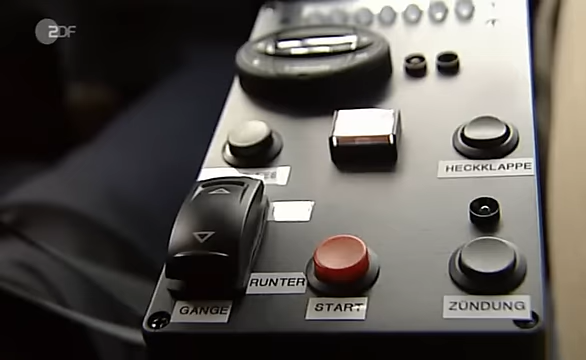 ZDF
HECKKLAPPE
RUNTER
GÄNGE
START
ZÜNDUNG